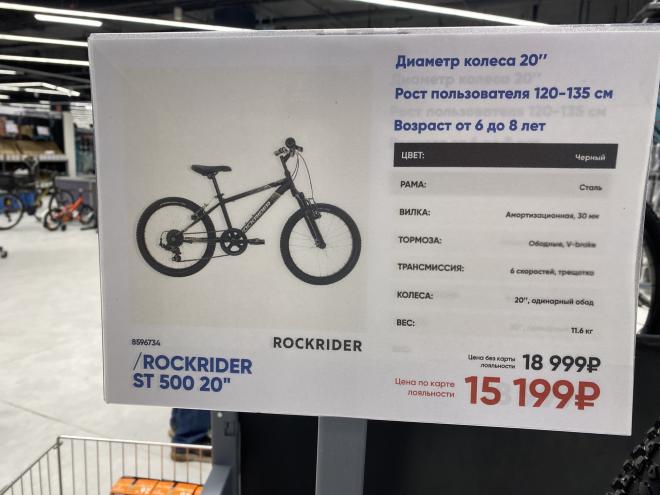 Диаметр колеса 20''
Рост пользователя 120-135 см
Возраст от 6 до 8 лет
ЦВЕТ: Черный
РАМА: Сталь
ВИЛКА: Амортизационная, 30 мм
ТОРМОЗА: Ободные, V-brake
ТРАНСМИССИЯ: 6 скоростей, трещотка
КОЛЕСА: 20'', одинарный обод
ВЕС: 11.6 кг
8596734
ROCKRIDER
/ROCKRIDER
ST 500 20"
Цена без карты лояльности 18 999₽
Цена по карте лояльности 15 199₽